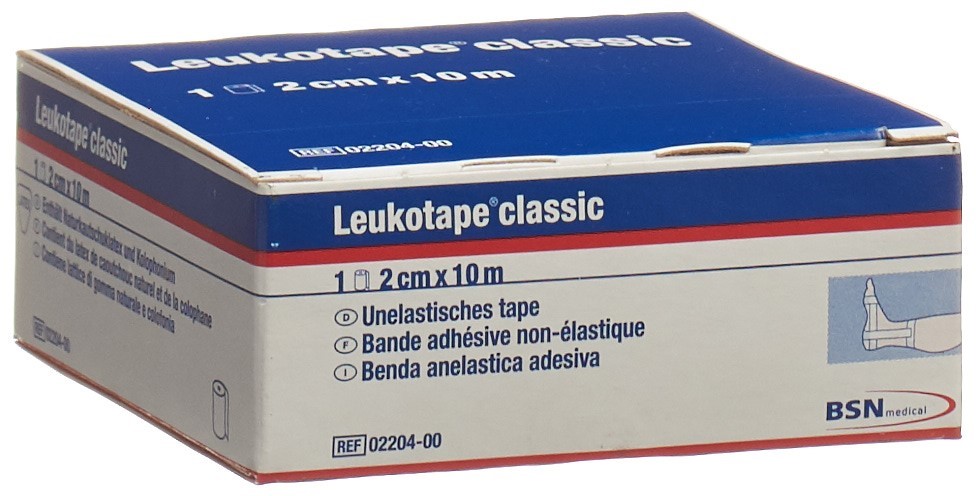 Leukotape® classic
1 2 cm x 10 m
REF 02204-00
Leukotape® classic
1 2 cm x 10 m
D Unelastisches tape
F Bande adhésive non-élastique
I Benda anelastica adesiva
REF 02204-00
BSN medical
Leukotape® classic
1 2 cm x 10 m
D Enthält Naturkautschuklatex und Kolophonium
F Contient du latex de caoutchouc naturel et de la colophane
I Contiene lattice di gomma naturale e colofonia
REF 02204-00